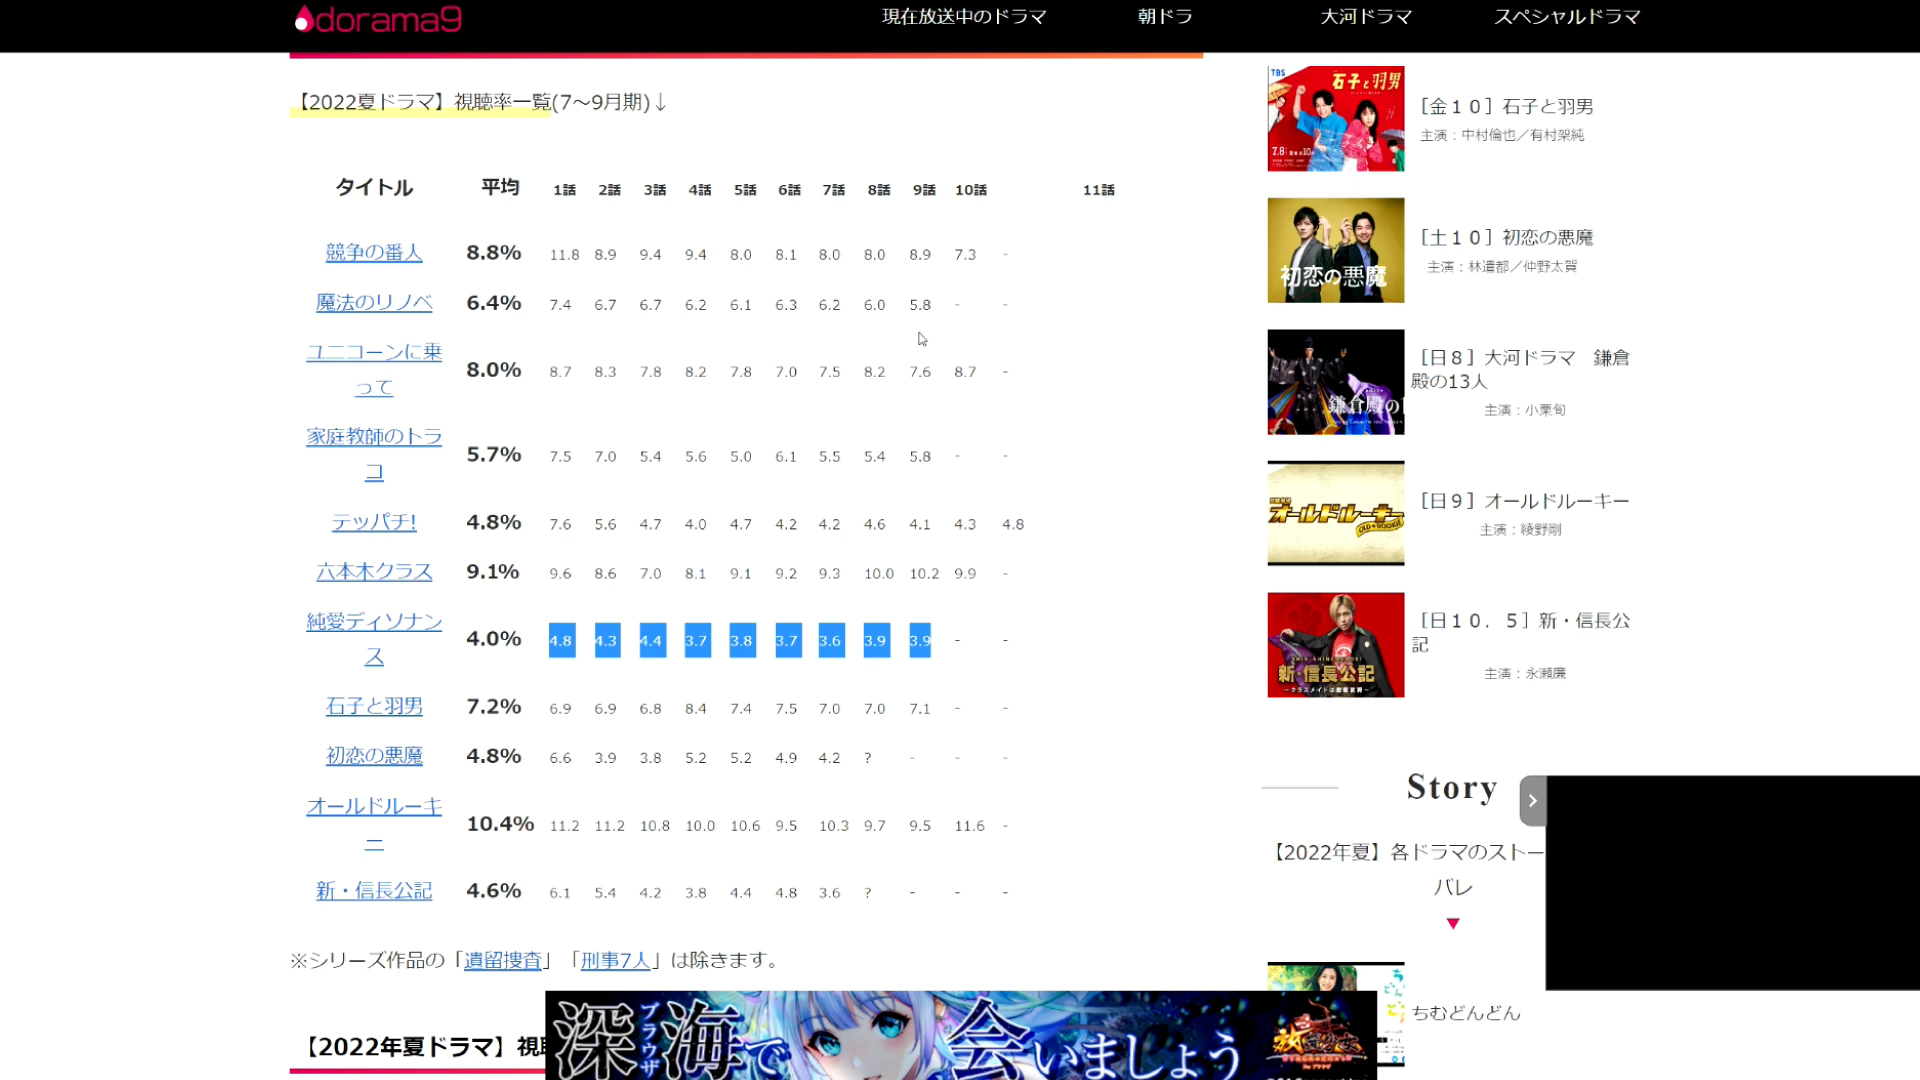 dorama9
現在放送中のドラマ 朝ドラ 大河ドラマ スペシャルドラマ
【2022夏ドラマ】視聴率一覧(7〜9月期)↓
タイトル 平均 1話 2話 3話 4話 5話 6話 7話 8話 9話 10話 11話
競争の番人 8.8% 11.8 8.9 9.4 9.4 8.0 8.1 8.0 8.0 8.9 7.3 -
魔法のリノベ 6.4% 7.4 6.7 6.7 6.2 6.1 6.3 6.2 6.0 5.8 - -
ユニコーンに乗
って 8.0% 8.7 8.3 7.8 8.2 7.8 7.0 7.5 8.2 7.6 8.7 -
家庭教師のトラ
コ 5.7% 7.5 7.0 5.4 5.6 5.0 6.1 5.5 5.4 5.8 - -
テッパチ! 4.8% 7.6 5.6 4.7 4.0 4.7 4.2 4.2 4.6 4.1 4.3 4.8
六本木クラス 9.1% 9.6 8.6 7.0 8.1 9.1 9.2 9.3 10.0 10.2 9.9 -
純愛ディソナン
ス 4.0% 4.8 4.3 4.4 3.7 3.8 3.7 3.6 3.9 3.9 - -
石子と羽男 7.2% 6.9 6.9 6.8 8.4 7.4 7.5 7.0 7.0 7.1 - -
初恋の悪魔 4.8% 6.6 3.9 3.8 5.2 5.2 4.9 4.2 ? - - -
オールドルーキ
ー 10.4% 11.2 11.2 10.8 10.0 10.6 9.5 10.3 9.7 9.5 11.6 -
新・信長公記 4.6% 6.1 5.4 4.2 3.8 4.4 4.8 3.6 ? - - -
※シリーズ作品の「遺留捜査」「刑事7人」は除きます。
【2022年夏ドラマ】視聴
ブラウザ
深海で会いましょう
TBS
石子と羽男
7.8
［金１０］石子と羽男
主演：中村倫也／有村架純
初恋の悪魔
［土１０］初恋の悪魔
主演：林遣都／仲野太賀
鎌倉殿の
［日８］大河ドラマ　鎌倉
殿の13人
主演：小栗旬
オールドルーキー
OLD ROOKIE
［日９］オールドルーキー
主演：綾野剛
新・信長公記
〜クラスメイトは戦国武将〜
［日１０．５］新・信長公
記
主演：永瀬廉
Story
【2022年夏】各ドラマのストー
バレ
▼
ちむどんどん